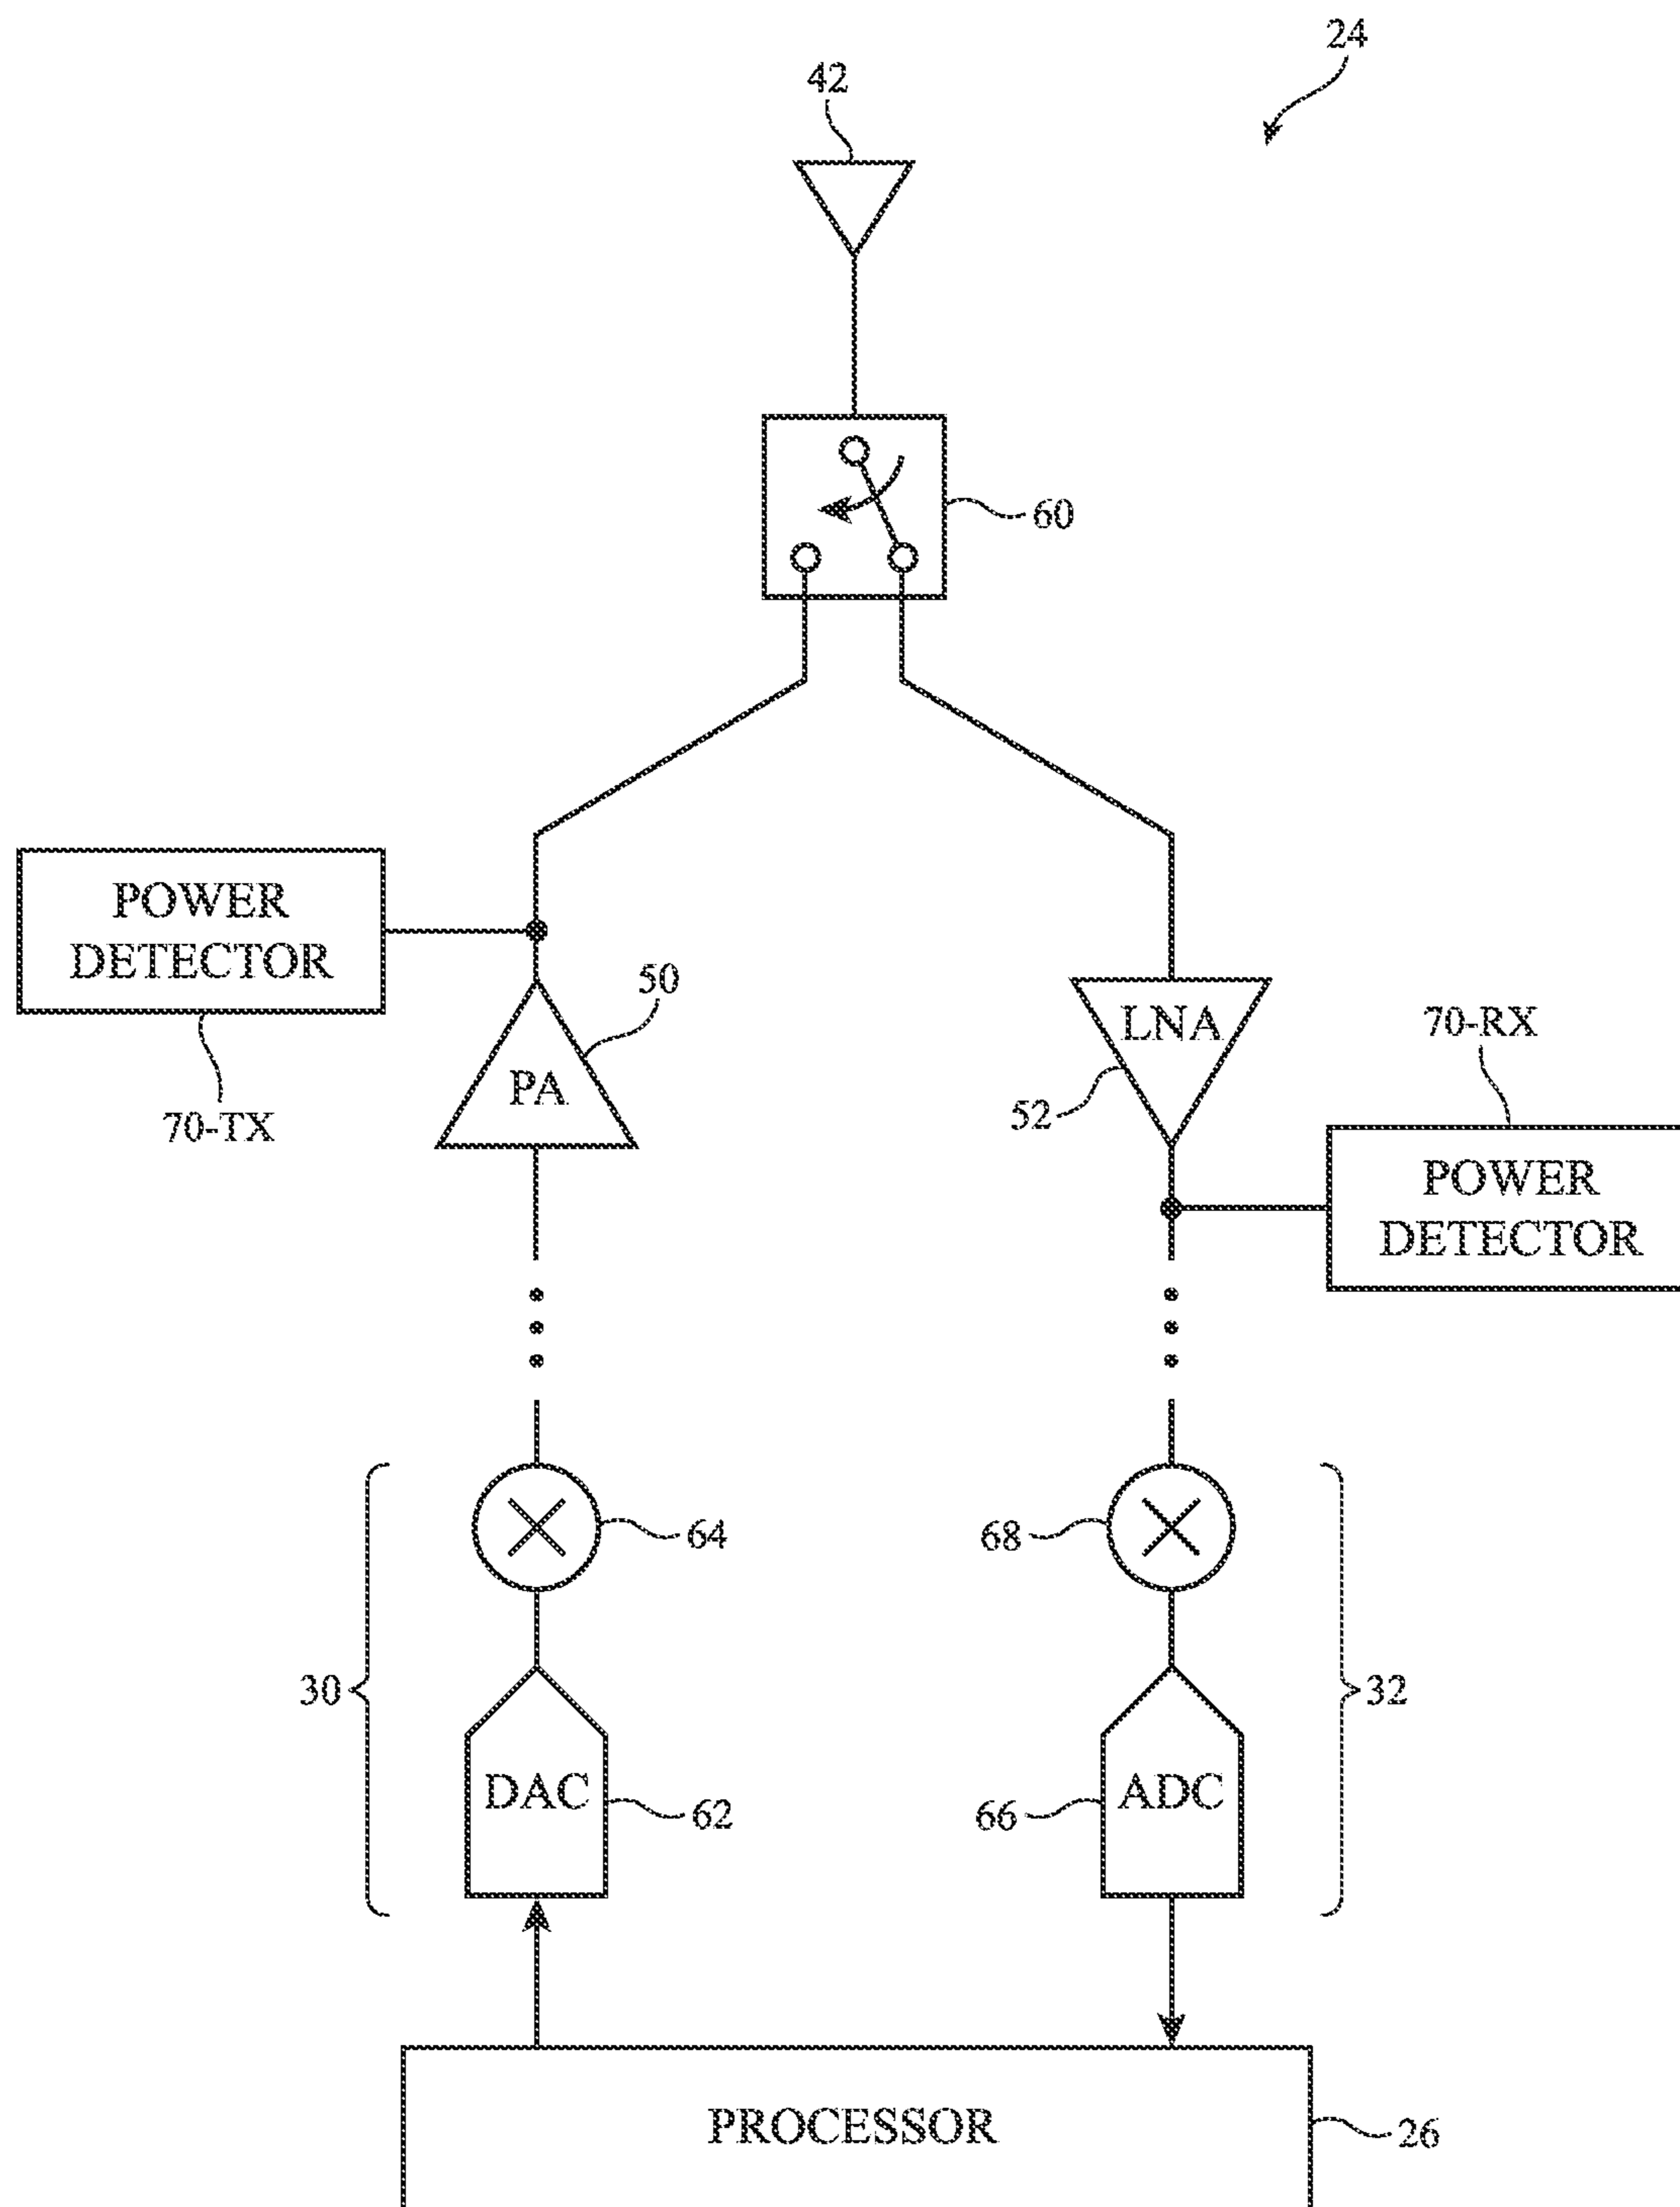 24
42
60
POWER
DETECTOR
50
LNA
70-RX
PA
52
70-TX
POWER
DETECTOR
64
68
30
32
DAC
62
66
ADC
PROCESSOR
26